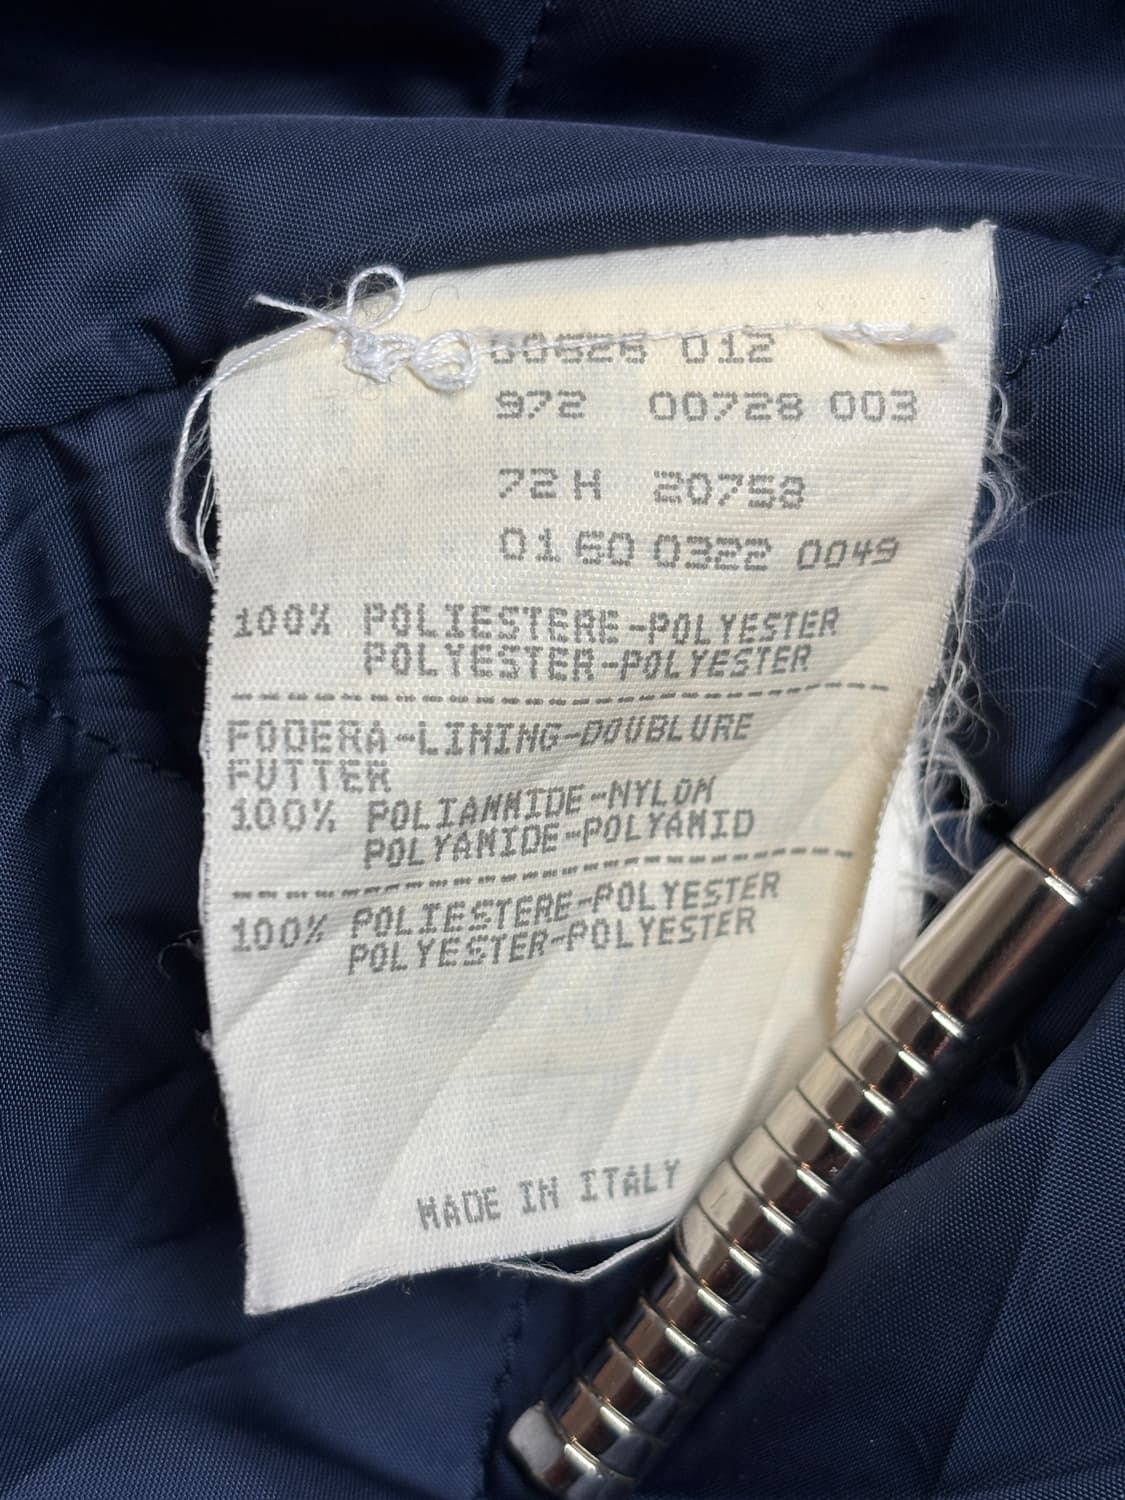 012
972 00728 003
72H 20758
0160 0322 0049
100% POLIESTERE-POLYESTER
POLYESTER-POLYESTER
FODERA-LINING-DOUBLURE
FUTTER
100% POLIAMMIDE-NYLON
POLYAMIDE-POLYAMID
100% POLIESTERE-POLYESTER
POLYESTER-POLYESTER
MADE IN ITALY